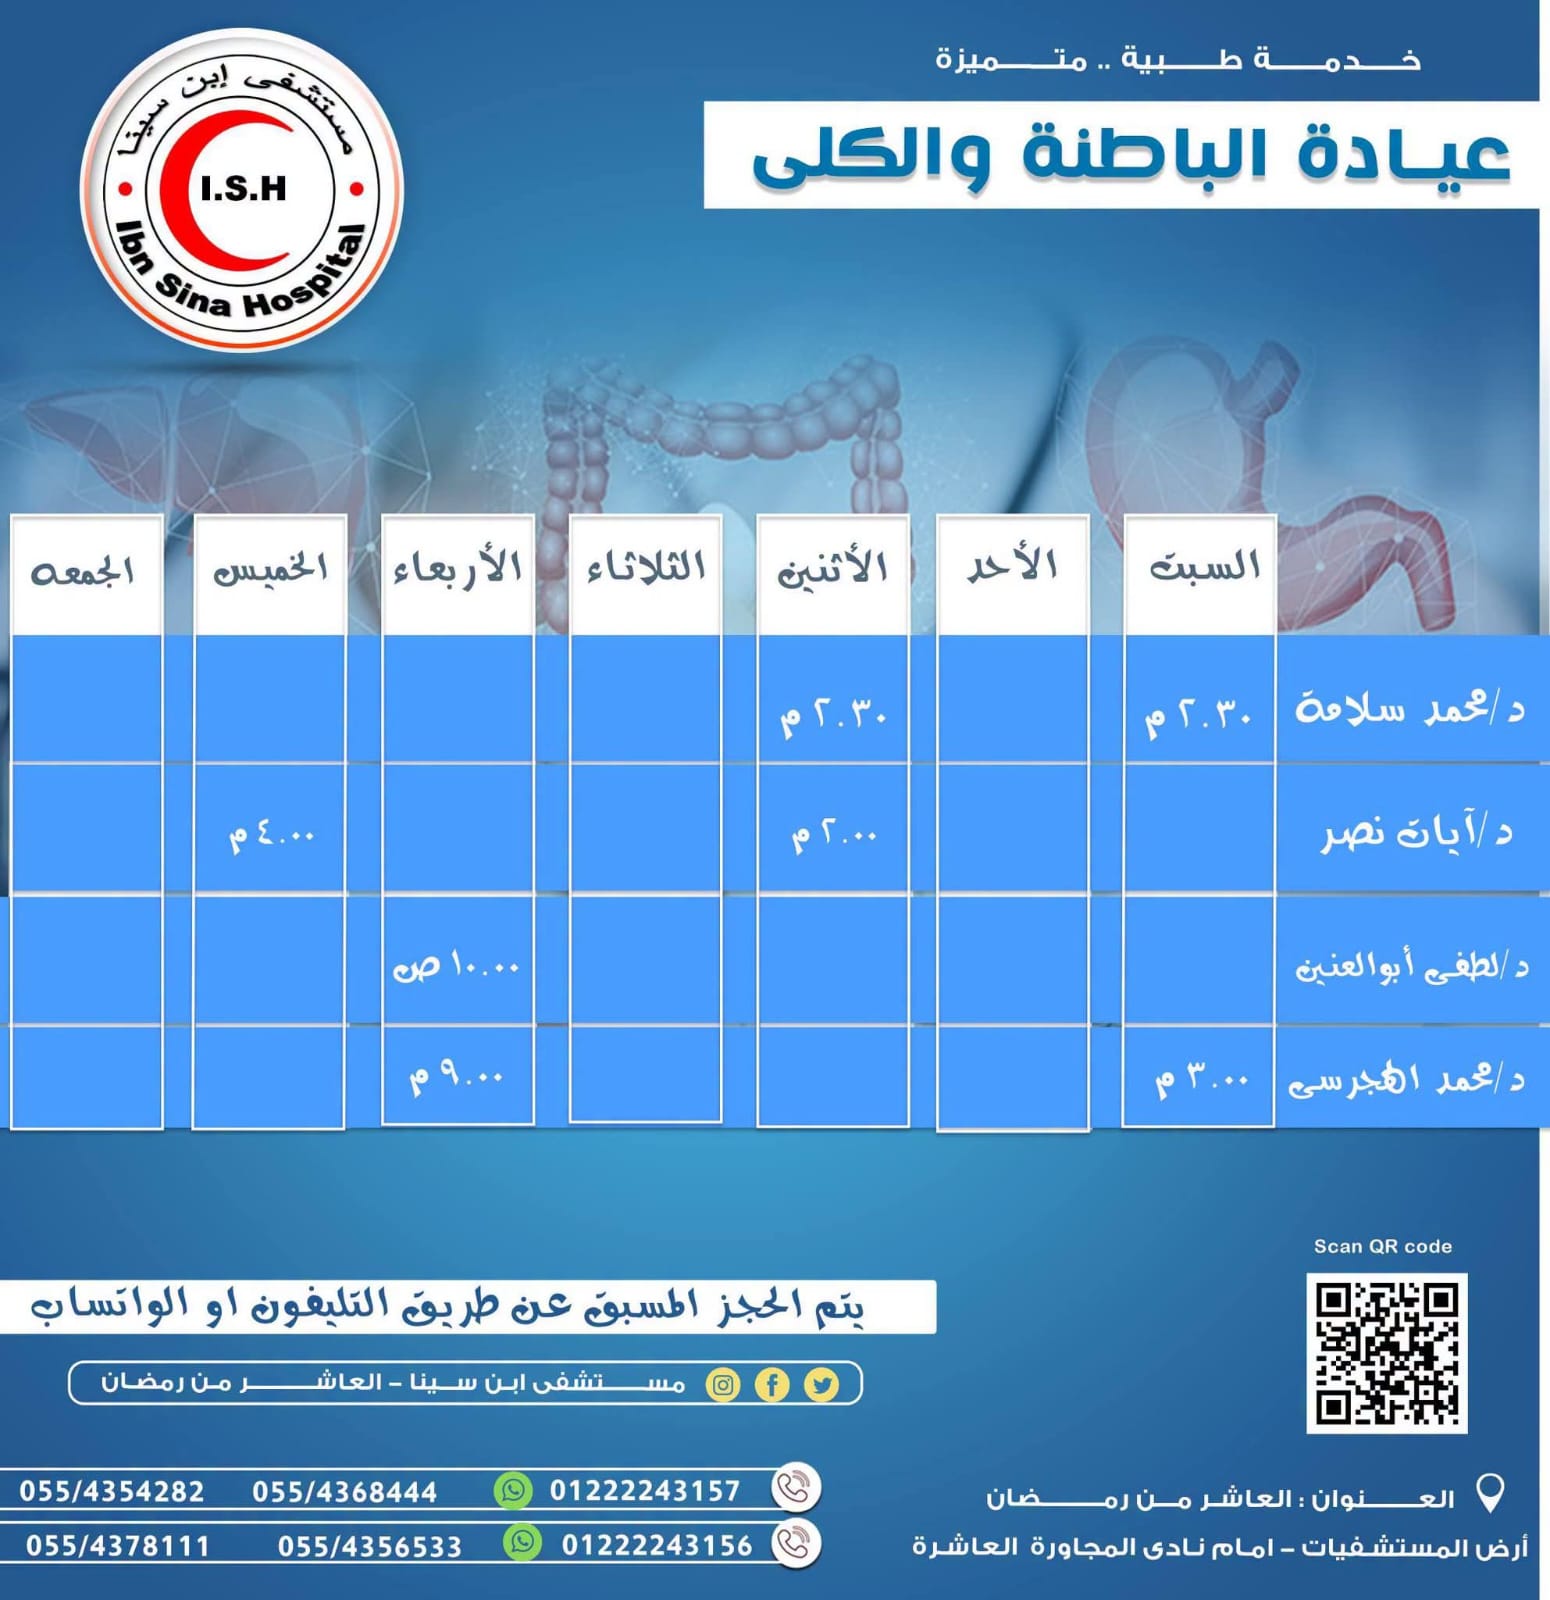 خدمة طبية .. متميزة
عيادة الباطنة والكلى
مستشفى إبن سينا
I.S.H
Ibn Sina Hospital
السبت الأحد الأثنين الثلاثاء الأربعاء الخميس الجمعه
د/محمد سلامة ٢.٣٠ م ٢.٣٠ م
د/آيات نصر ٢.٠٠ م ٤.٠٠ م
د/لطفى أبوالعنين ١٠.٠٠ ص
د/محمد الهجرسى ٣.٠٠ م ٩.٠٠ م
Scan QR code
يتم الحجز المسبق عن طريق التليفون او الواتساب
مستشفى ابن سينا – العاشر من رمضان
01222243157 055/4368444 055/4354282
01222243156 055/4356533 055/4378111
العنوان : العاشر من رمضان
أرض المستشفيات – امام نادى المجاورة العاشرة